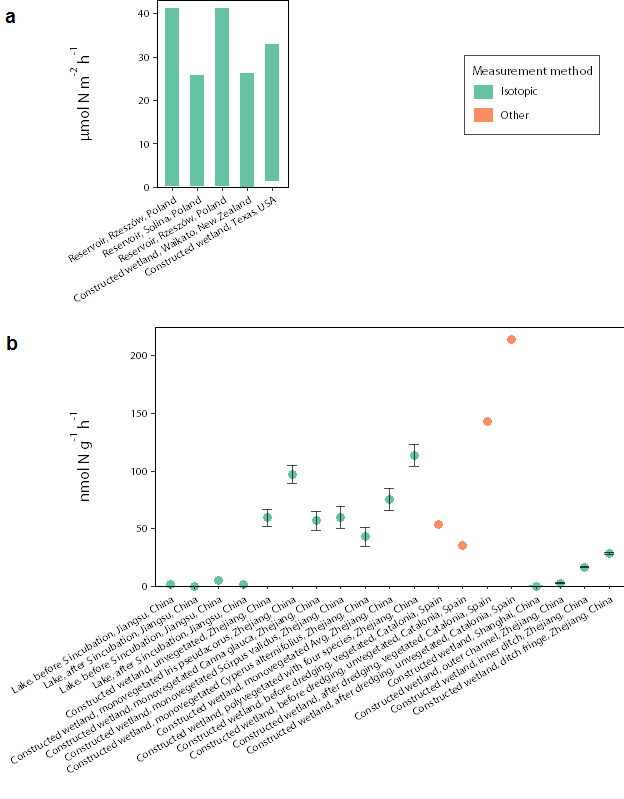 a
40
30
20
10
0
μmol N m⁻² h⁻¹
Reservoir, Rzeszów, Poland
Reservoir, Solina, Poland
Reservoir, Rzeszów, Poland
Constructed wetland, Waikato, New Zealand
Constructed wetland, Texas, USA
Measurement method
Isotopic
Other
b
200
150
100
50
0
nmol N g⁻¹ h⁻¹
Lake, before S incubation, Jiangsu, China
Lake, after S incubation, Jiangsu, China
Lake, before S incubation, Jiangsu, China
Lake, after S incubation, Jiangsu, China
Constructed wetland, unvegetated, Zhejiang, China
Constructed wetland, monovegetated Iris pseudacorus, Zhejiang, China
Constructed wetland, monovegetated Canna glauca, Zhejiang, China
Constructed wetland, monovegetated Scirpus validus, Zhejiang, China
Constructed wetland, monovegetated Cyperus alternifolius, Zhejiang, China
Constructed wetland, monovegetated Avg, Zhejiang, China
Constructed wetland, polyvegetated with four species, Zhejiang, China
Constructed wetland, before dredging, vegetated, Catalonia, Spain
Constructed wetland, before dredging, unvegetated, Catalonia, Spain
Constructed wetland, after dredging, vegetated, Catalonia, Spain
Constructed wetland, after dredging, unvegetated, Catalonia, Spain
Constructed wetland, Shanghai, China
Constructed wetland, outer channel, Zhejiang, China
Constructed wetland, inner ditch, Zhejiang, China
Constructed wetland, ditch fringe, Zhejiang, China